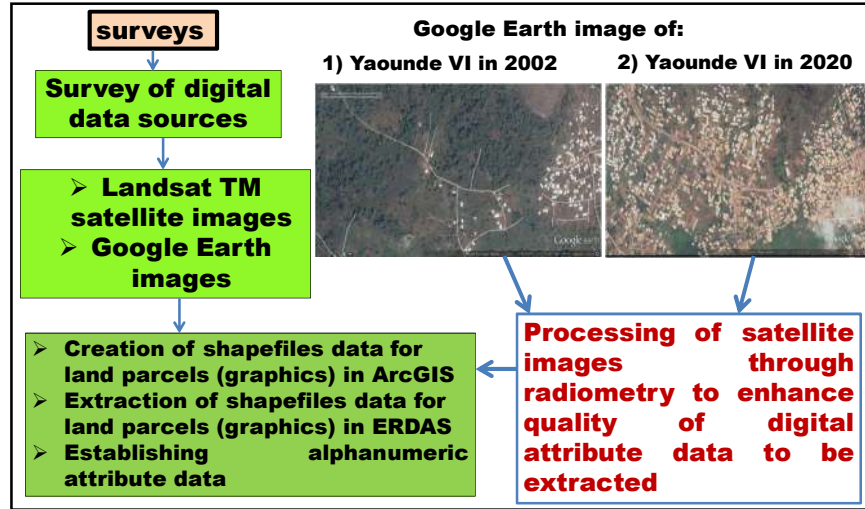 surveys
Survey of digital
data sources
➢ Landsat TM
satellite images
➢ Google Earth
images
Google Earth image of:
1) Yaounde VI in 2002
2) Yaounde VI in 2020
Google
➢ Creation of shapefiles data for
land parcels (graphics) in ArcGIS
➢ Extraction of shapefiles data for
land parcels (graphics) in ERDAS
➢ Establishing alphanumeric
attribute data
Processing of satellite
images through
radiometry to enhance
quality of digital
attribute data to be
extracted